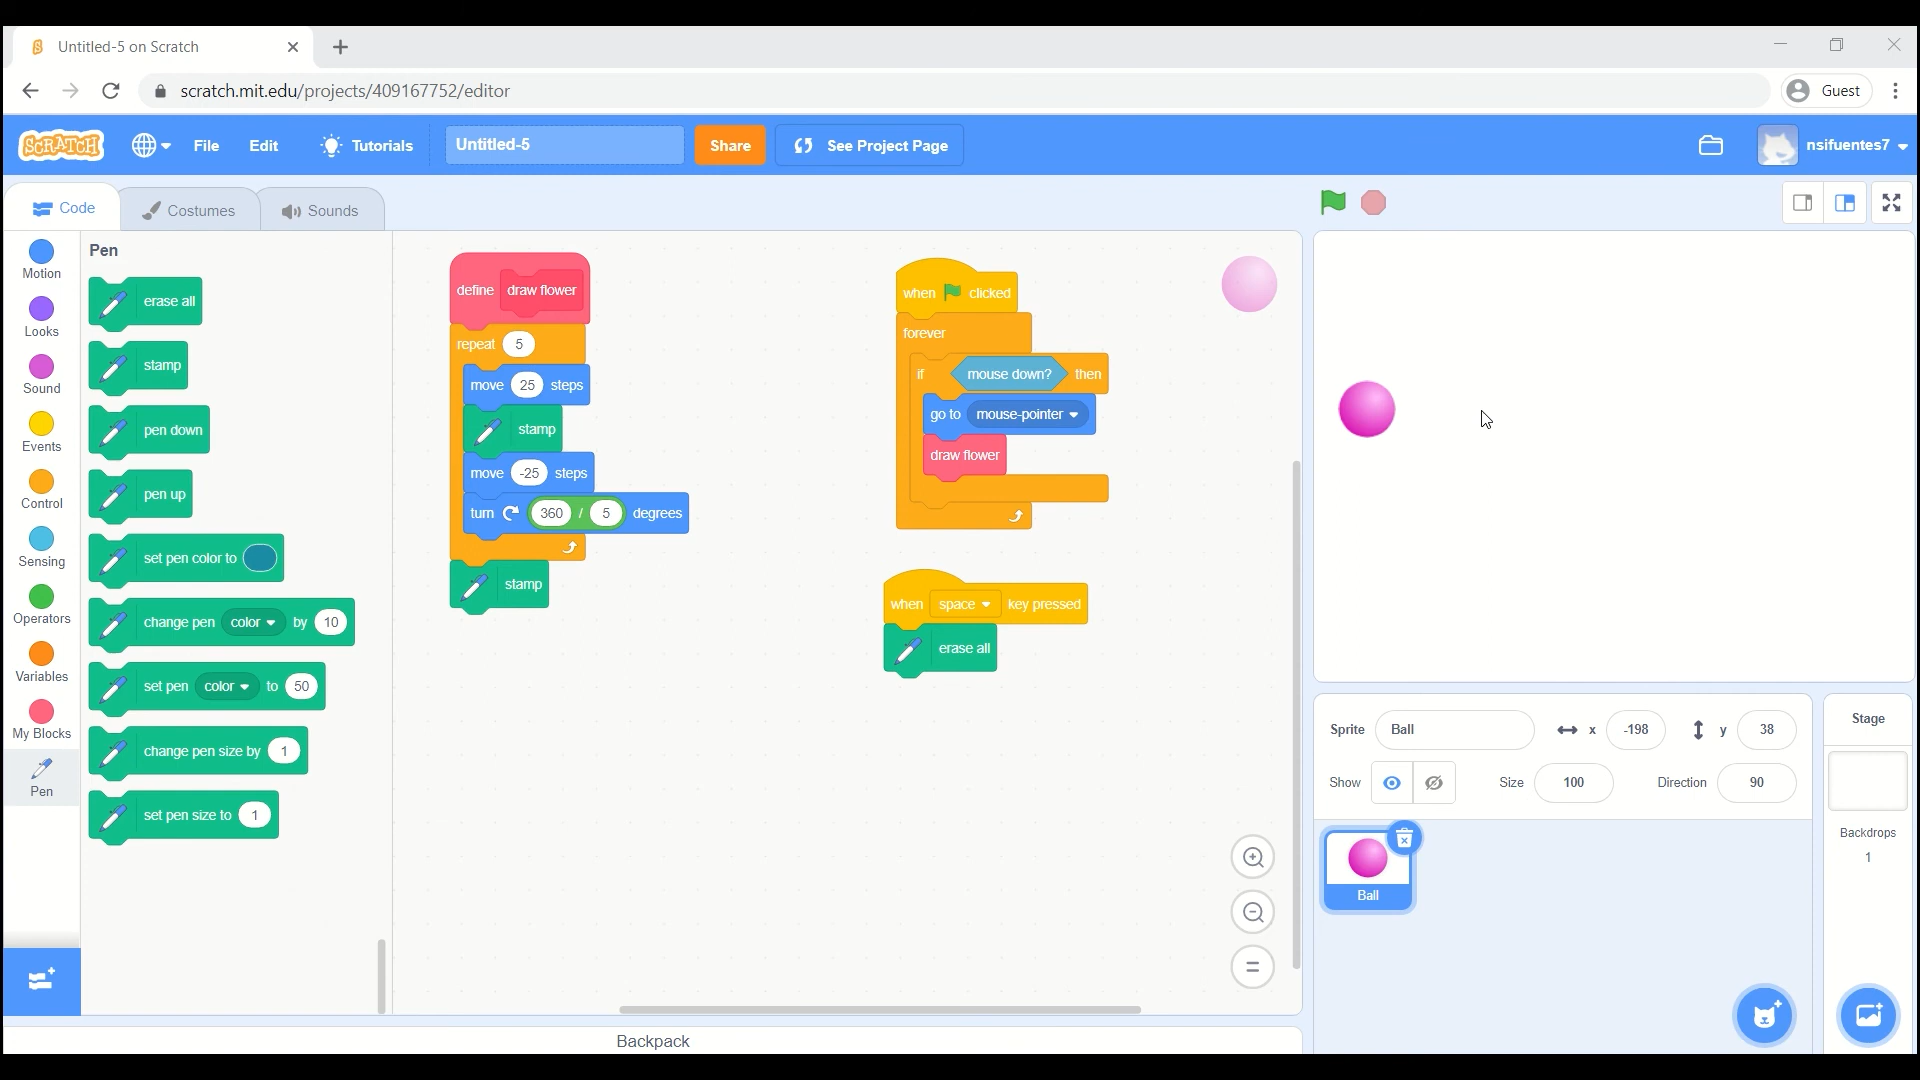 Untitled-5 on Scratch
scratch.mit.edu/projects/409167752/editor
Guest
SCRATCH
File
Edit
Tutorials
Untitled-5
Share
See Project Page
nsifuentes7
Code
Costumes
Sounds
Motion
Looks
Sound
Events
Control
Sensing
Operators
Variables
My Blocks
Pen
Pen
erase all
stamp
pen down
pen up
set pen color to
change pen color by 10
set pen color to 50
change pen size by 1
set pen size to 1
define draw flower
repeat 5
move 25 steps
stamp
move -25 steps
turn 360 / 5 degrees
stamp
when clicked
forever
if mouse down? then
go to mouse-pointer
draw flower
when space key pressed
erase all
Backpack
Sprite Ball x -198 y 38
Show Size 100 Direction 90
Ball
Stage
Backdrops
1